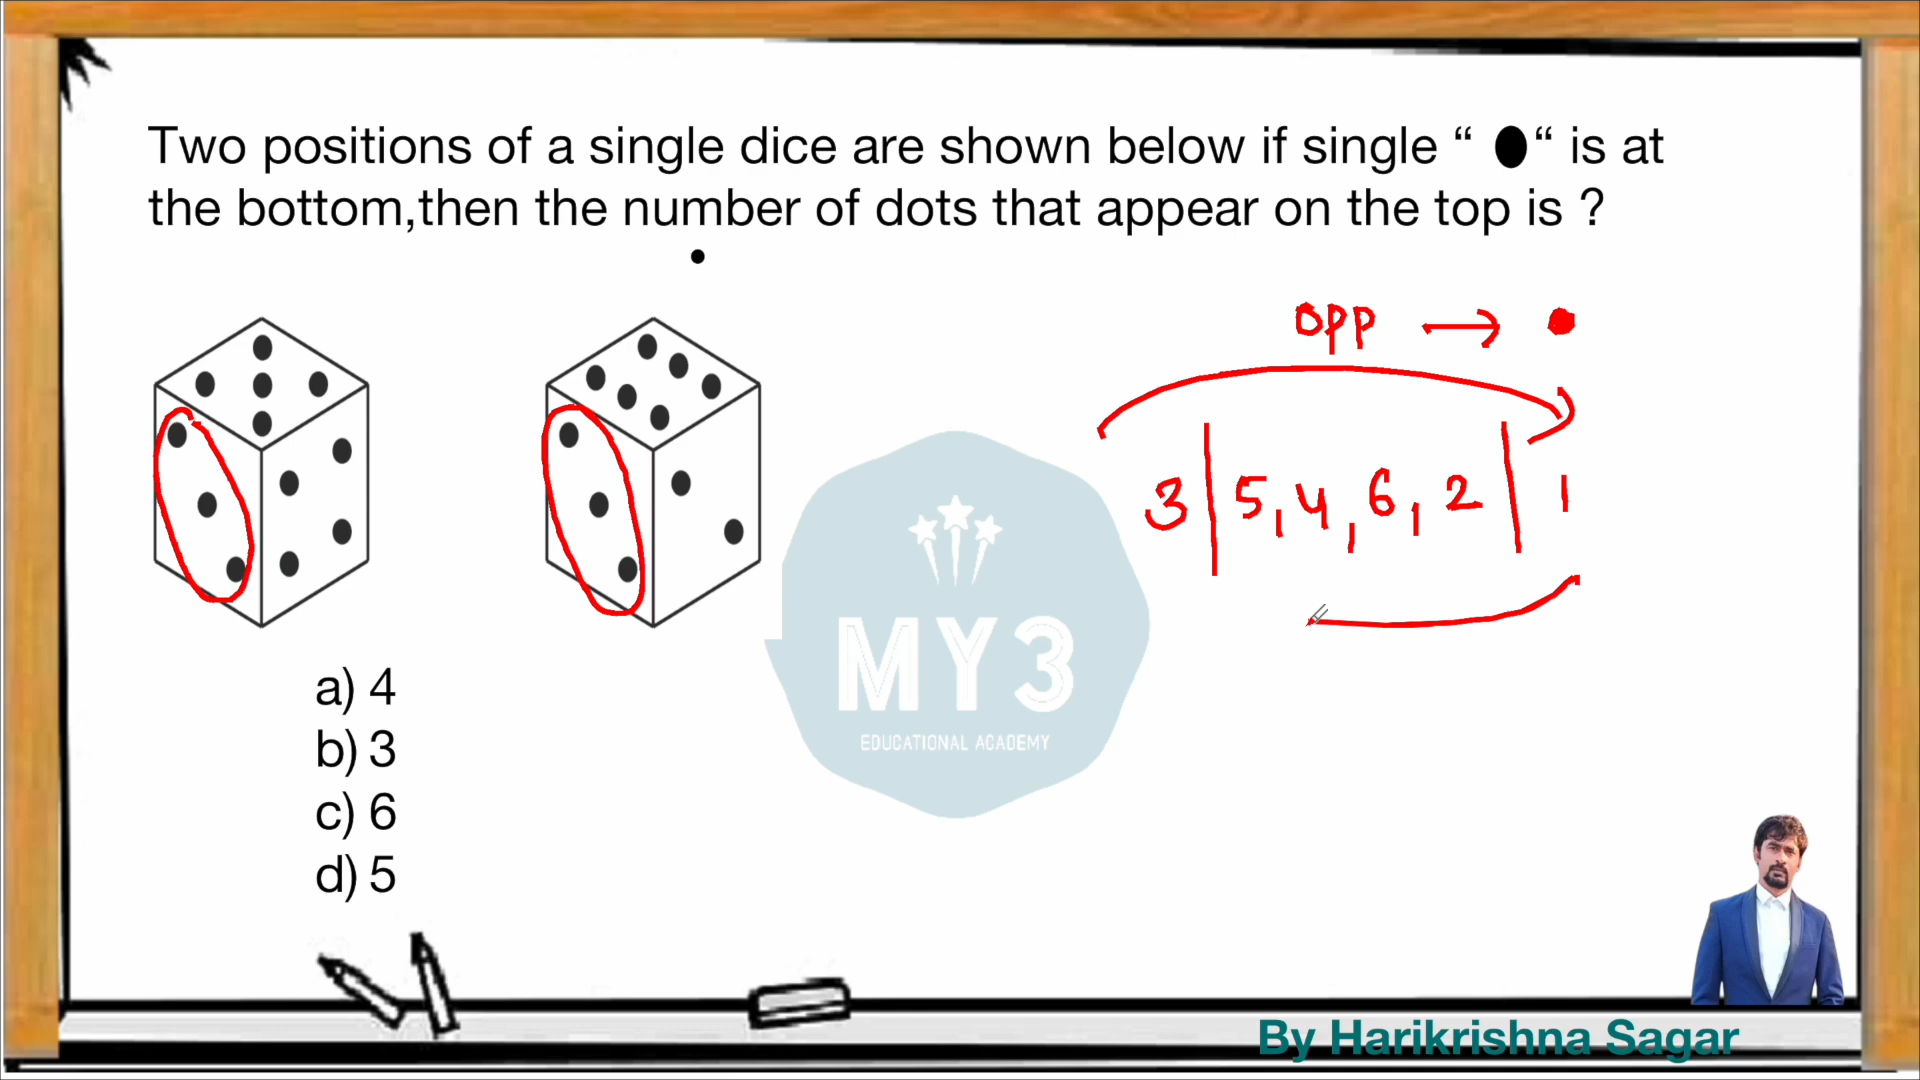 Two positions of a single dice are shown below if single “ ●“ is at
the bottom,then the number of dots that appear on the top is ?
opp → ●
3 | 5, 4, 6, 2 | 1
a) 4
b) 3
c) 6
d) 5
MY3
EDUCATIONAL ACADEMY
By Harikrishna Sagar